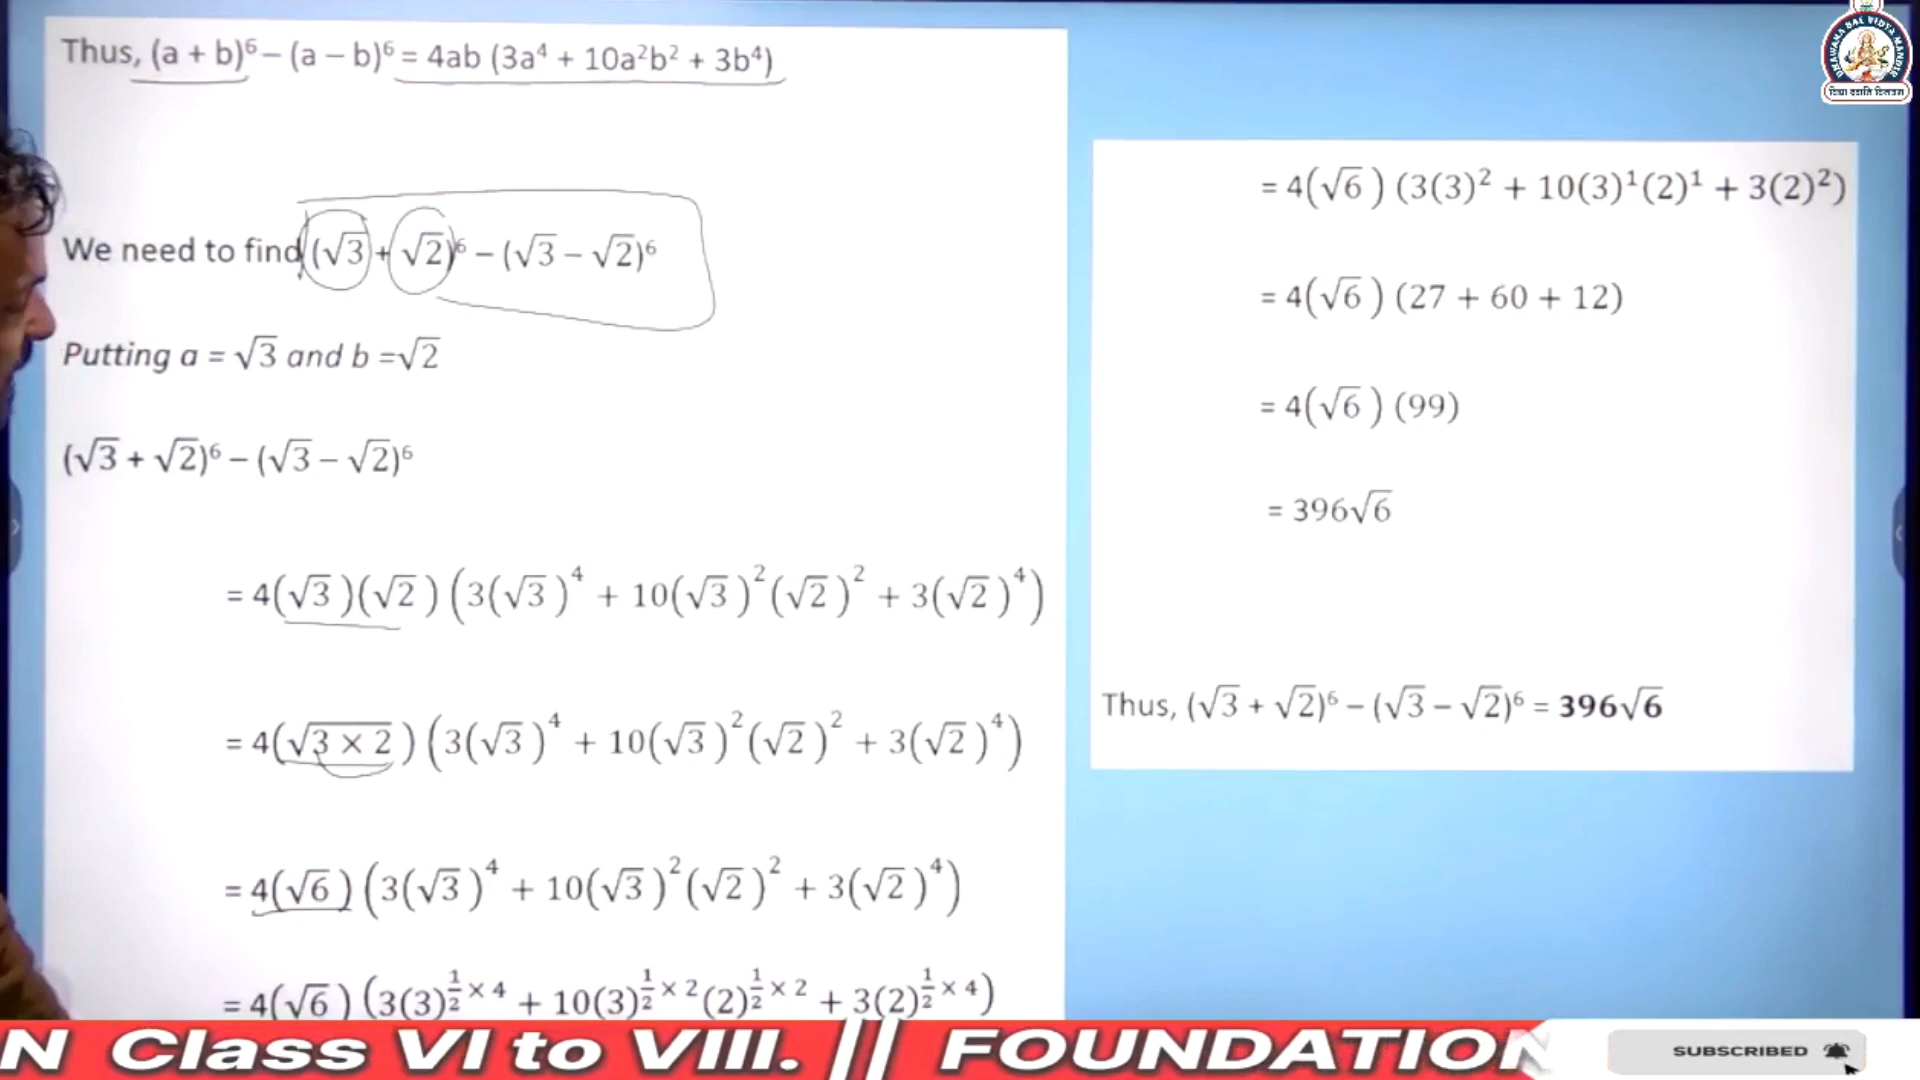 Thus, (a + b)⁶ – (a – b)⁶ = 4ab (3a⁴ + 10a²b² + 3b⁴)
We need to find (√3 + √2)⁶ – (√3 – √2)⁶
Putting a = √3 and b =√2
(√3 + √2)⁶ – (√3 – √2)⁶
= 4(√3)(√2)(3(√3)⁴ + 10(√3)²(√2)² + 3(√2)⁴)
= 4(√(3 × 2))(3(√3)⁴ + 10(√3)²(√2)² + 3(√2)⁴)
= 4(√6)(3(√3)⁴ + 10(√3)²(√2)² + 3(√2)⁴)
= 4(√6)(3(3)^(1/2 × 4) + 10(3)^(1/2 × 2)(2)^(1/2 × 2) + 3(2)^(1/2 × 4))
= 4(√6)(3(3)² + 10(3)¹(2)¹ + 3(2)²)
= 4(√6)(27 + 60 + 12)
= 4(√6)(99)
= 396√6
Thus, (√3 + √2)⁶ – (√3 – √2)⁶ = 396√6
BAL VIDYA MANDIR
N Class VI to VIII. || FOUNDATION
SUBSCRIBED